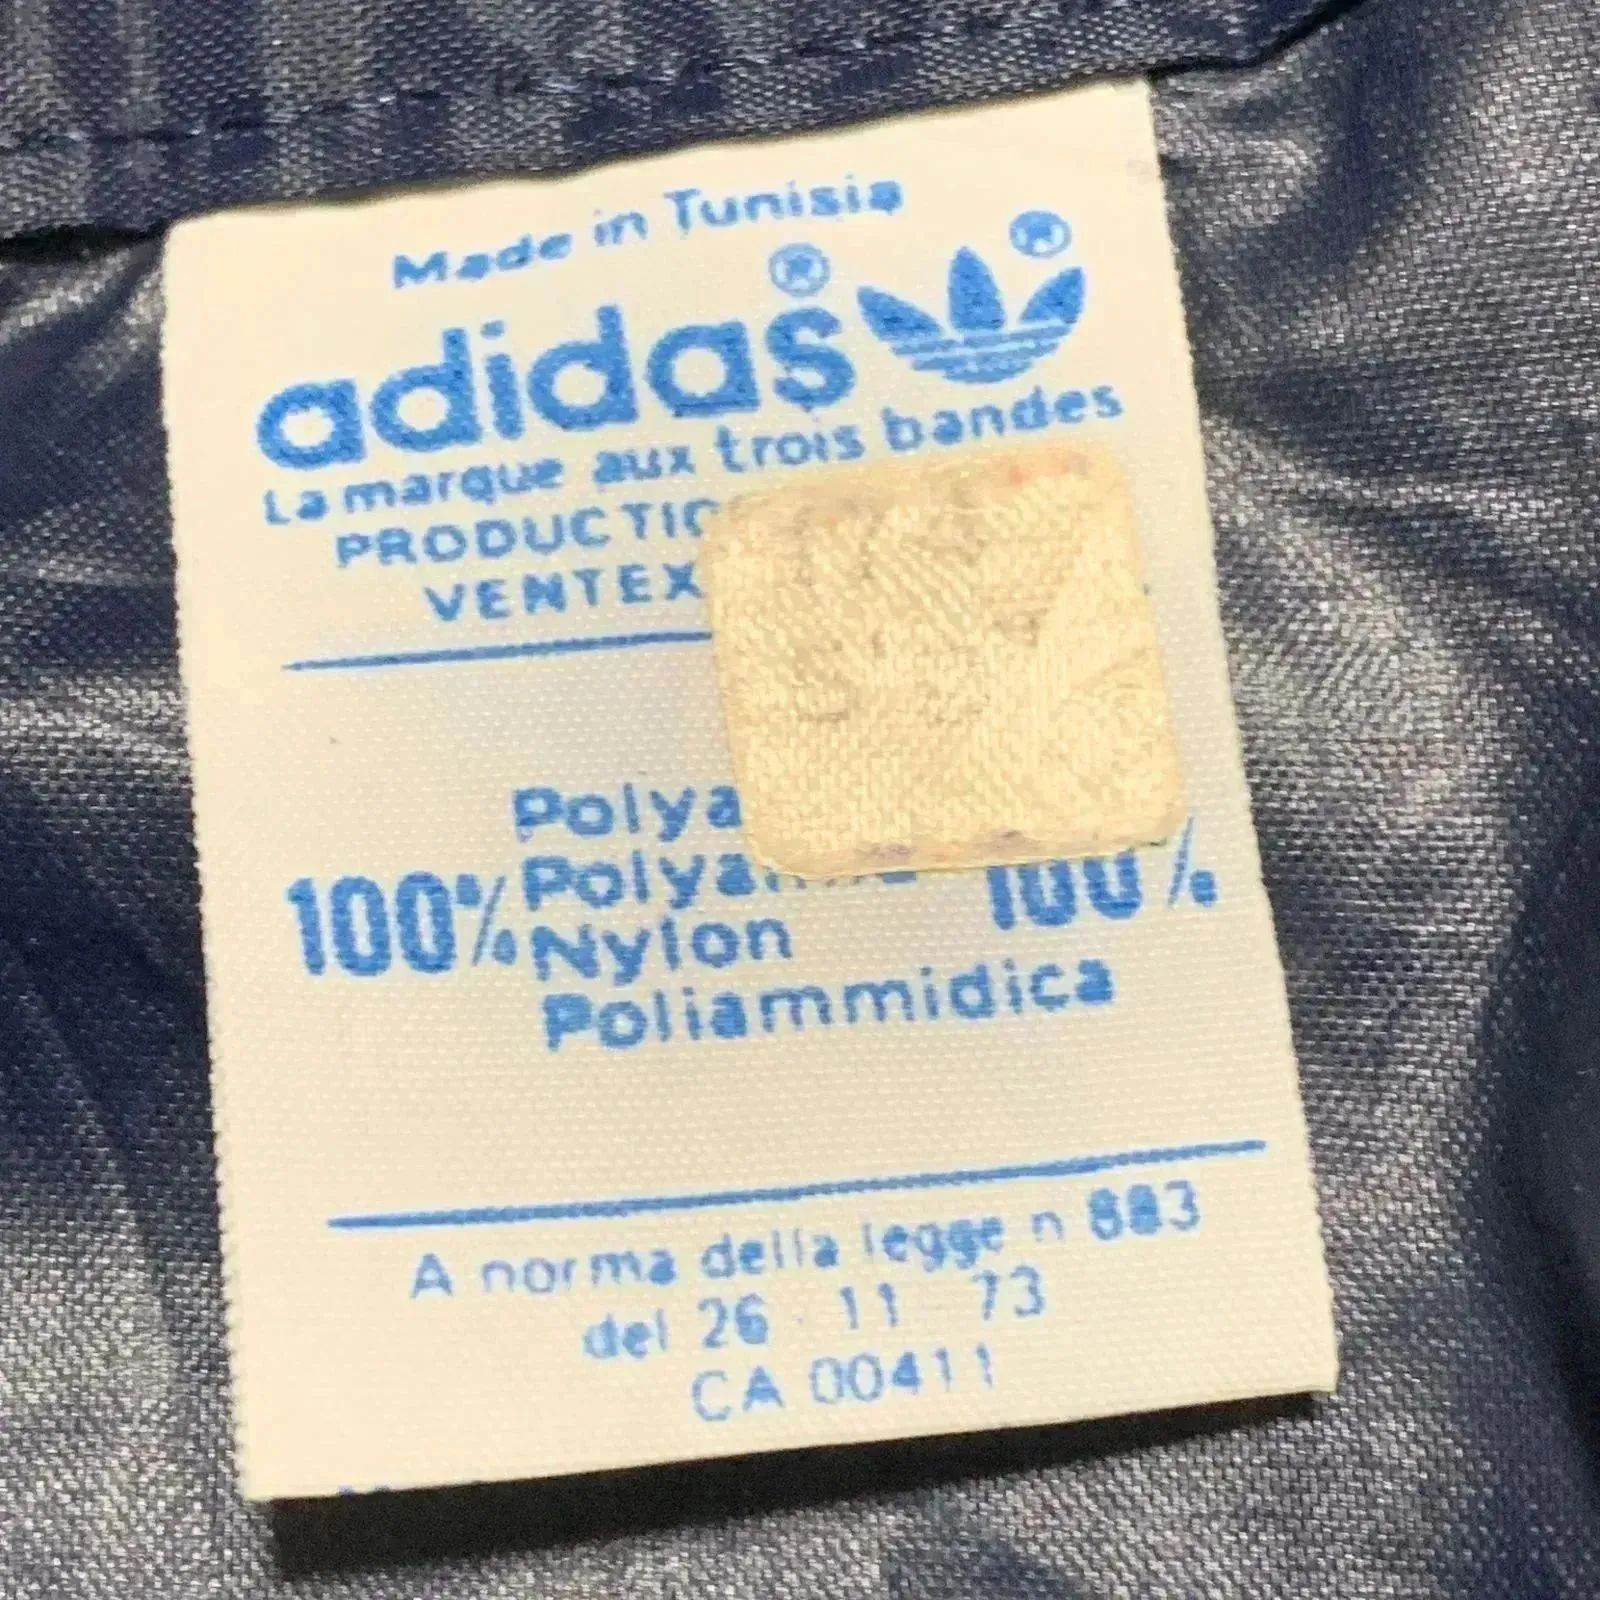 Made in Tunisia
adidas®
®
La marque aux trois bandes
PRODUCTIO
VENTEX
Polya
100% Polyami 100%
Nylon
Poliammidica
A norma della legge n 883
del 26 · 11 73
CA 00411